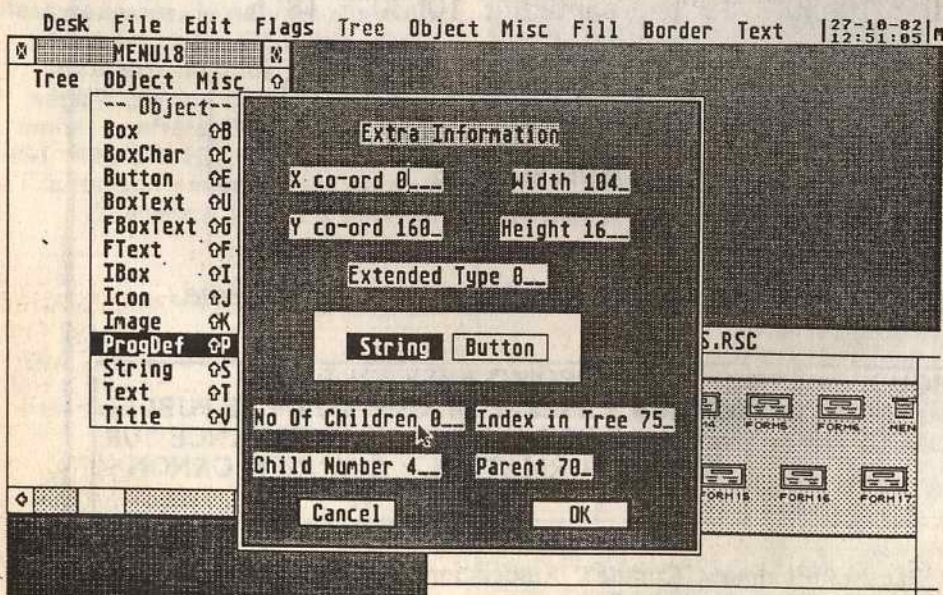 Desk File Edit Flags Tree Object Misc Fill Border Text 27-10-82
12:51:05
MENU18
Tree Object Misc
-- Object--
Box ⇧B
BoxChar ⇧C
Button ⇧E
BoxText ⇧U
FBoxText ⇧G
FText ⇧F
IBox ⇧I
Icon ⇧J
Image ⇧K
ProgDef ⇧P
String ⇧S
Text ⇧T
Title ⇧V
Extra Information
X co-ord 0___ Width 104_
Y co-ord 160_ Height 16__
Extended Type 0__
String Button
No Of Children 0__ Index in Tree 75_
Child Number 4__ Parent 70_
Cancel OK
S.RSC
FORM5 FORM6 MEN
FORM15 FORM16 FORM17